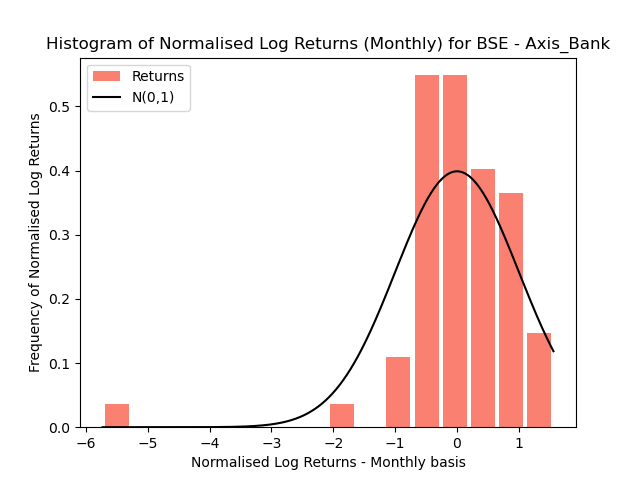 Histogram of Normalised Log Returns (Monthly) for BSE - Axis_Bank
Returns
N(0,1)
Frequency of Normalised Log Returns
0.5
0.4
0.3
0.2
0.1
0.0
−6 −5 −4 −3 −2 −1 0 1
Normalised Log Returns - Monthly basis